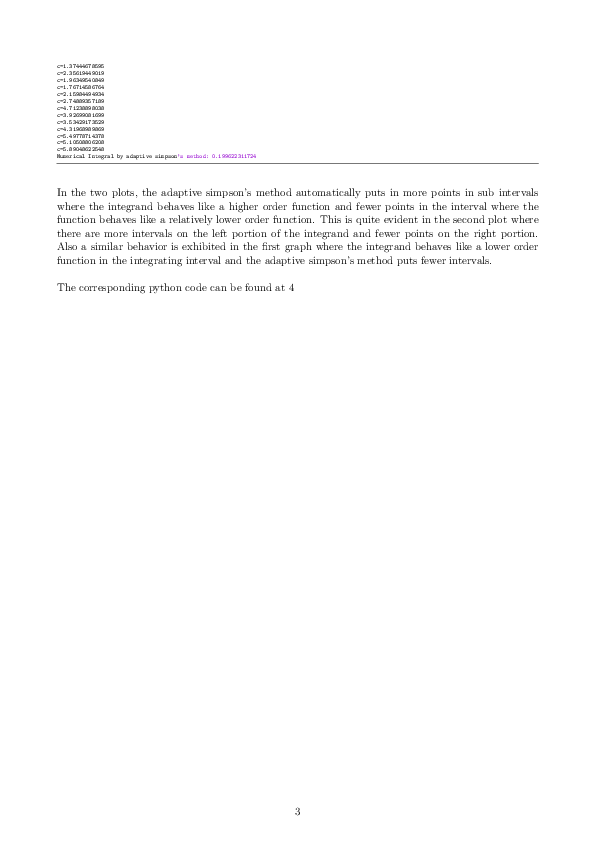 c=1.37444678595
c=2.35619449019
c=1.96349540849
c=1.76714586764
c=2.15984494934
c=2.74889357189
c=4.71238898038
c=3.92699081699
c=3.53429173529
c=4.31968989869
c=5.49778714378
c=5.10508806208
c=5.89048622548
Numerical Integral by adaptive simpson's method: 0.199622311724
In the two plots, the adaptive simpson's method automatically puts in more points in sub intervals
where the integrand behaves like a higher order function and fewer points in the interval where the
function behaves like a relatively lower order function. This is quite evident in the second plot where
there are more intervals on the left portion of the integrand and fewer points on the right portion.
Also a similar behavior is exhibited in the first graph where the integrand behaves like a lower order
function in the integrating interval and the adaptive simpson's method puts fewer intervals.
The corresponding python code can be found at 4
3